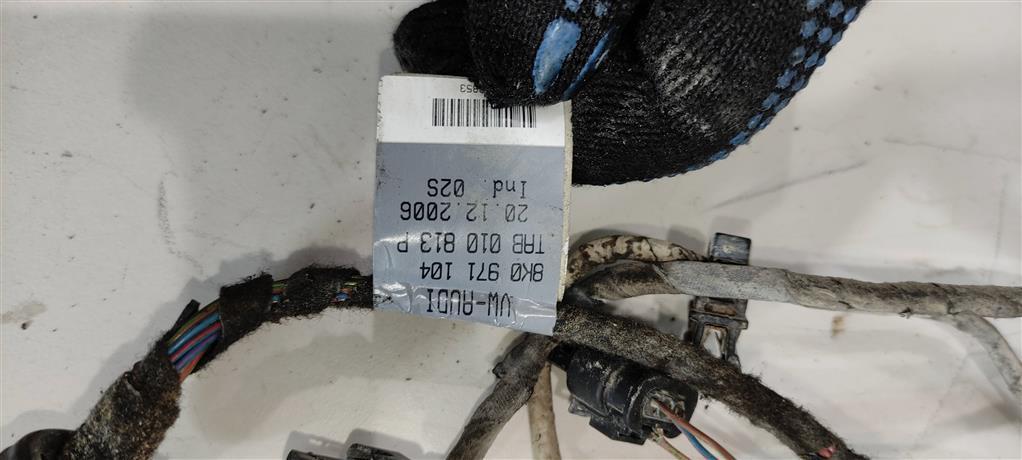 VW-AUDI
8K0 971 104
TAB 010 813 P
20.12.2006
Ind. 02S